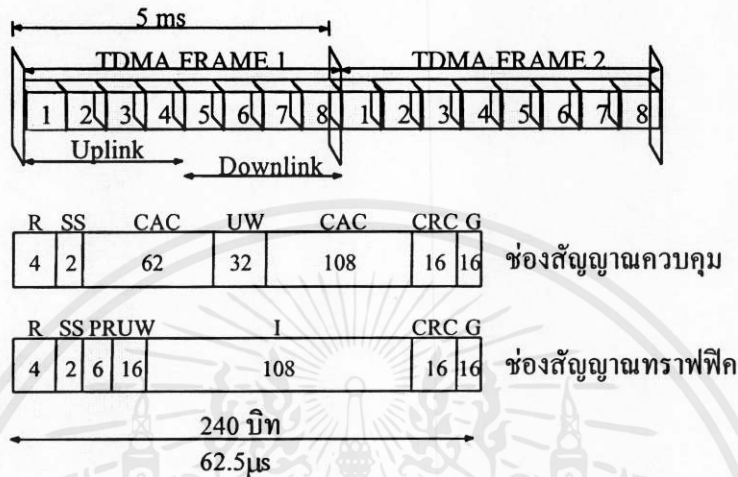 5 ms
TDMA FRAME 1 TDMA FRAME 2
1 2 3 4 5 6 7 8 1 2 3 4 5 6 7 8
Uplink
Downlink
R SS CAC UW CAC CRC G
4 2 62 32 108 16 16 ช่องสัญญาณควบคุม
R SS PR UW I CRC G
4 2 6 16 108 16 16 ช่องสัญญาณทราฟฟิค
240 บิท
62.5μs